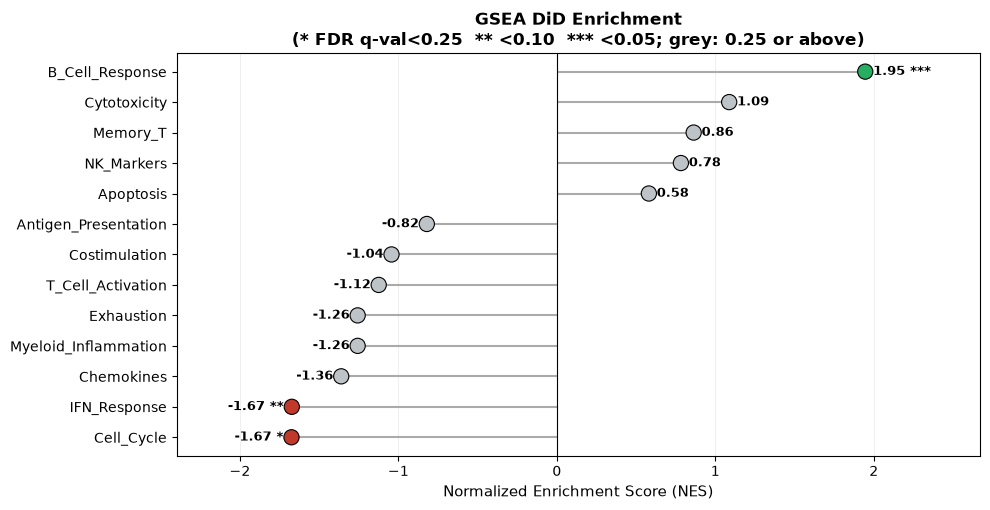 GSEA DiD Enrichment
(* FDR q-val<0.25  ** <0.10  *** <0.05; grey: 0.25 or above)
B_Cell_Response 1.95 ***
Cytotoxicity 1.09
Memory_T 0.86
NK_Markers 0.78
Apoptosis 0.58
Antigen_Presentation -0.82
Costimulation -1.04
T_Cell_Activation -1.12
Exhaustion -1.26
Myeloid_Inflammation -1.26
Chemokines -1.36
IFN_Response -1.67 **
Cell_Cycle -1.67 *
−2 −1 0 1 2
Normalized Enrichment Score (NES)